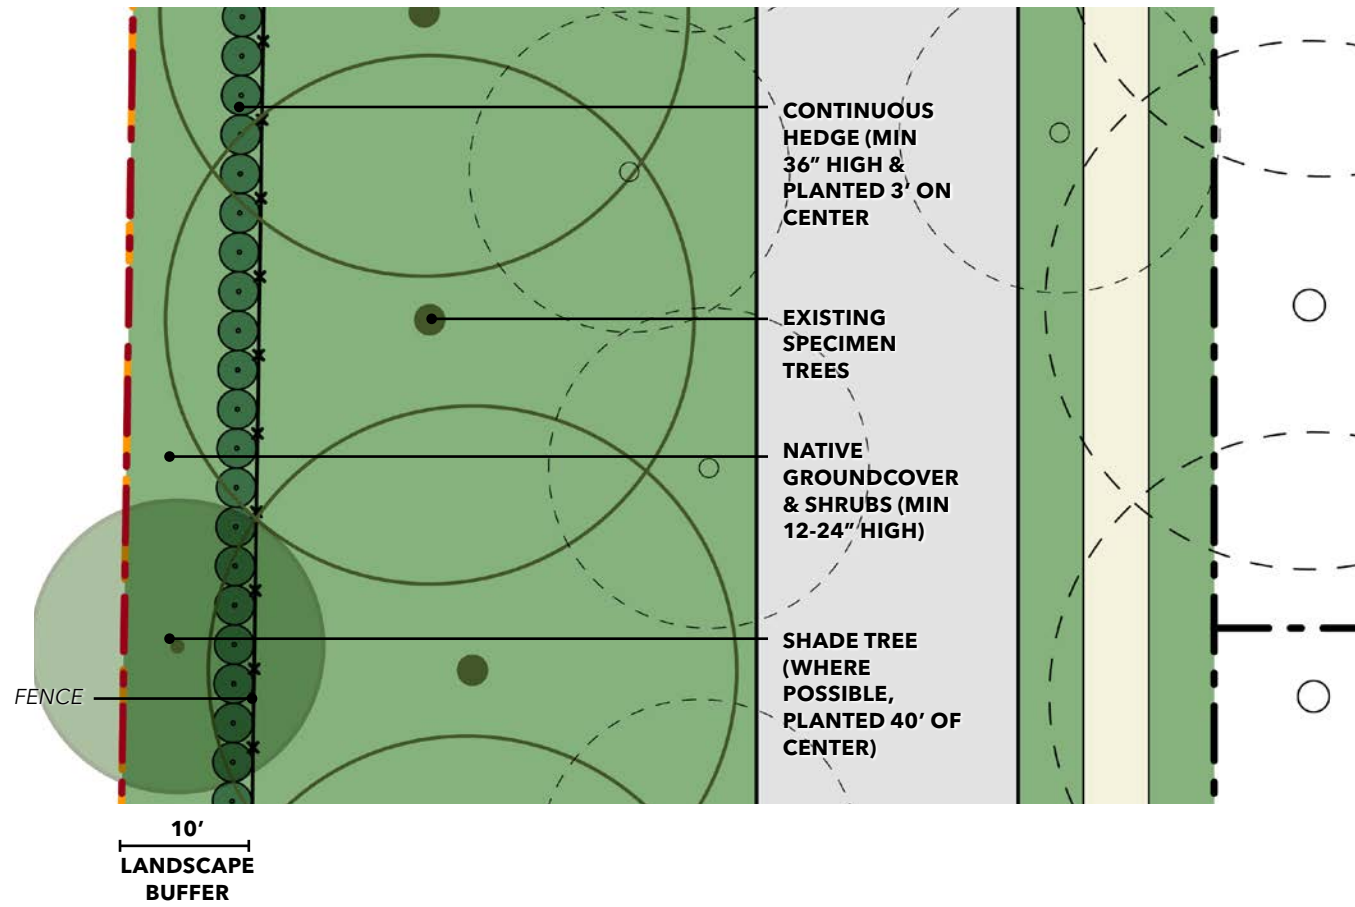 CONTINUOUS
HEDGE (MIN
36” HIGH &
PLANTED 3’ ON
CENTER
EXISTING
SPECIMEN
TREES
NATIVE
GROUNDCOVER
& SHRUBS (MIN
12-24” HIGH)
SHADE TREE
(WHERE
POSSIBLE,
PLANTED 40’ OF
CENTER)
FENCE
10’
LANDSCAPE
BUFFER